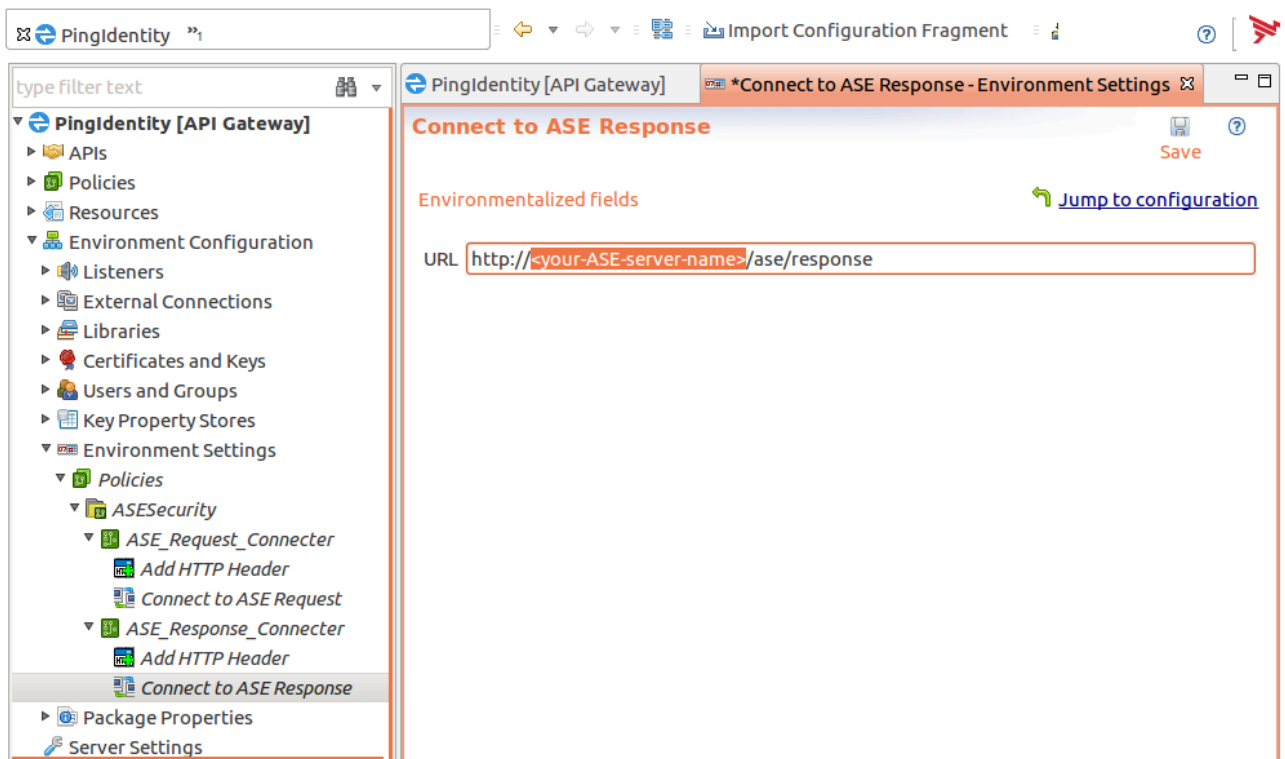 PingIdentity »1
Import Configuration Fragment
type filter text
PingIdentity [API Gateway]
*Connect to ASE Response - Environment Settings
PingIdentity [API Gateway]
APIs
Policies
Resources
Environment Configuration
Listeners
External Connections
Libraries
Certificates and Keys
Users and Groups
Key Property Stores
Environment Settings
Policies
ASESecurity
ASE_Request_Connecter
Add HTTP Header
Connect to ASE Request
ASE_Response_Connecter
Add HTTP Header
Connect to ASE Response
Package Properties
Server Settings
Connect to ASE Response
Save
Environmentalized fields
Jump to configuration
URL http://<your-ASE-server-name>/ase/response